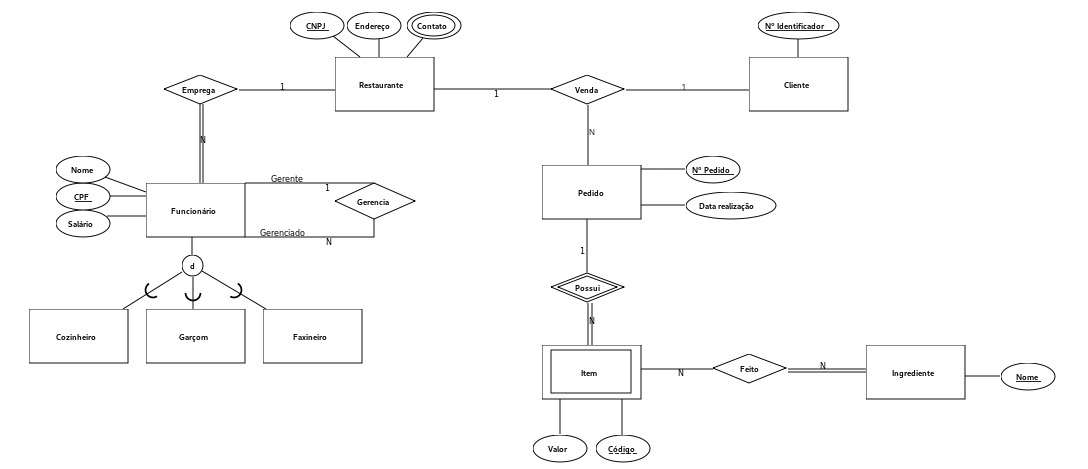 CNPJ
Endereço
Contato
Nº Identificador
Emprega
1
Restaurante
1
Venda
1
Cliente
N
N
Nome
CPF
Salário
Funcionário
Gerente
1
Gerencia
Gerenciado
N
Pedido
Nº Pedido
Data realização
1
d
Possui
N
Cozinheiro
Garçom
Faxineiro
Item
N
Feito
N
Ingrediente
Nome
Valor
Código